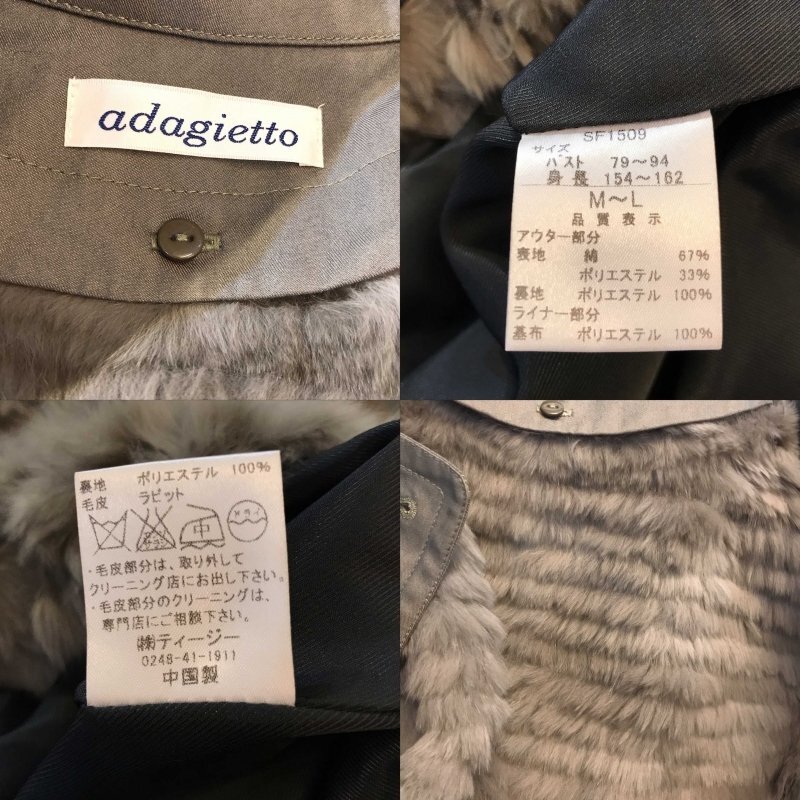 adagietto
SF1509
サイズ
バスト 79～94
身長 154～162
M～L
品質表示
アウター部分
表地 綿 67%
ポリエステル 33%
裏地 ポリエステル 100%
ライナー部分
基布 ポリエステル 100%
裏地 ポリエステル 100%
毛皮 ラビット
中 ドライ
・毛皮部分は、取り外して
クリーニング店にお出し下さい。
・毛皮部分のクリーニングは、
専門店にご相談下さい。
㈱ティージー
0248-41-1911
中国製